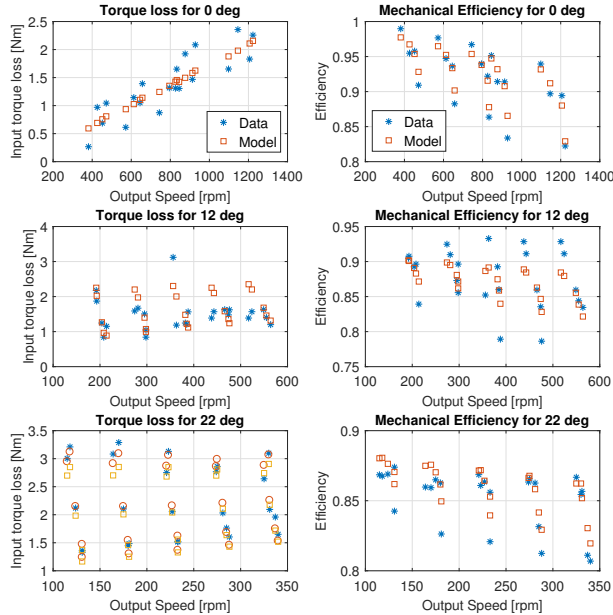 Torque loss for 0 deg
Input torque loss [Nm]
2.5
2
1.5
1
0.5
0
200 400 600 800 1000 1200 1400
Output Speed [rpm]
Data
Model
Mechanical Efficiency for 0 deg
Efficiency
1
0.95
0.9
0.85
0.8
200 400 600 800 1000 1200 1400
Output Speed [rpm]
Data
Model
Torque loss for 12 deg
Input torque loss [Nm]
4
3
2
1
0
100 200 300 400 500 600
Output Speed [rpm]
Mechanical Efficiency for 12 deg
Efficiency
0.95
0.9
0.85
0.8
0.75
100 200 300 400 500 600
Output Speed [rpm]
Torque loss for 22 deg
Input torque loss [Nm]
3.5
3
2.5
2
1.5
1
100 150 200 250 300 350
Output Speed [rpm]
Mechanical Efficiency for 22 deg
Efficiency
0.9
0.85
0.8
100 150 200 250 300 350
Output Speed [rpm]